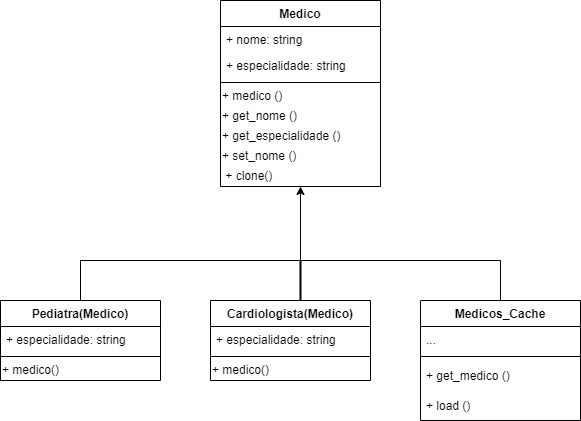 Medico
+ nome: string
+ especialidade: string
+ medico ()
+ get_nome ()
+ get_especialidade ()
+ set_nome ()
+ clone()
Pediatra(Medico)
+ especialidade: string
+ medico()
Cardiologista(Medico)
+ especialidade: string
+ medico()
Medicos_Cache
...
+ get_medico ()
+ load ()